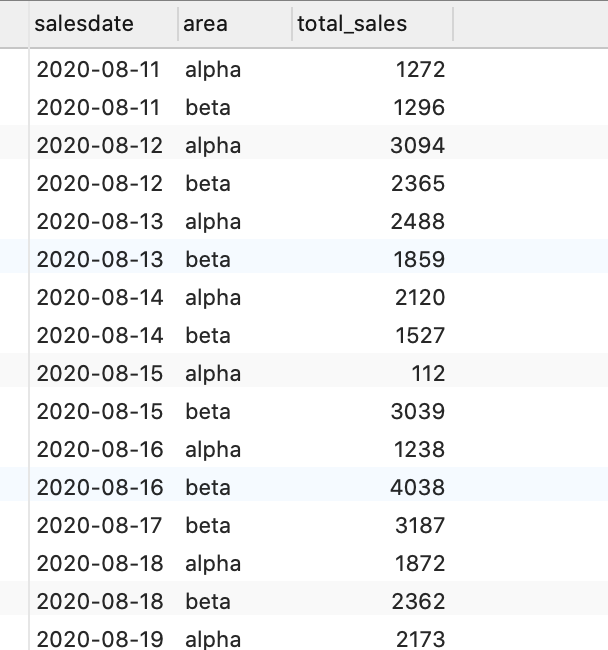 salesdate area total_sales
2020-08-11 alpha 1272
2020-08-11 beta 1296
2020-08-12 alpha 3094
2020-08-12 beta 2365
2020-08-13 alpha 2488
2020-08-13 beta 1859
2020-08-14 alpha 2120
2020-08-14 beta 1527
2020-08-15 alpha 112
2020-08-15 beta 3039
2020-08-16 alpha 1238
2020-08-16 beta 4038
2020-08-17 beta 3187
2020-08-18 alpha 1872
2020-08-18 beta 2362
2020-08-19 alpha 2173